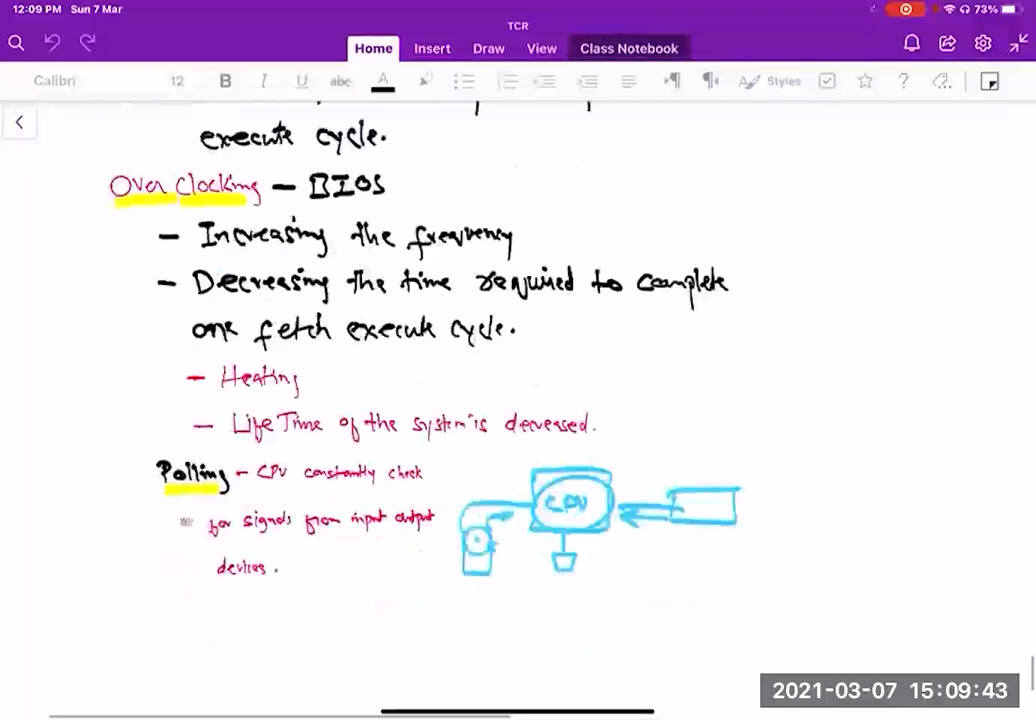 12:09 PM Sun 7 Mar
73%
TCR
Home Insert Draw View Class Notebook
Calibri 12 B I U abc A Styles ?
execute cycle.
Over Clocking - BIOS
- Increasing the frequency
- Decreasing the time required to complete
one fetch execute cycle.
- Heating
- Life Time of the system is decreased.
Polling - CPU constantly check
for signals from input output
devices.
CPU
2021-03-07 15:09:43